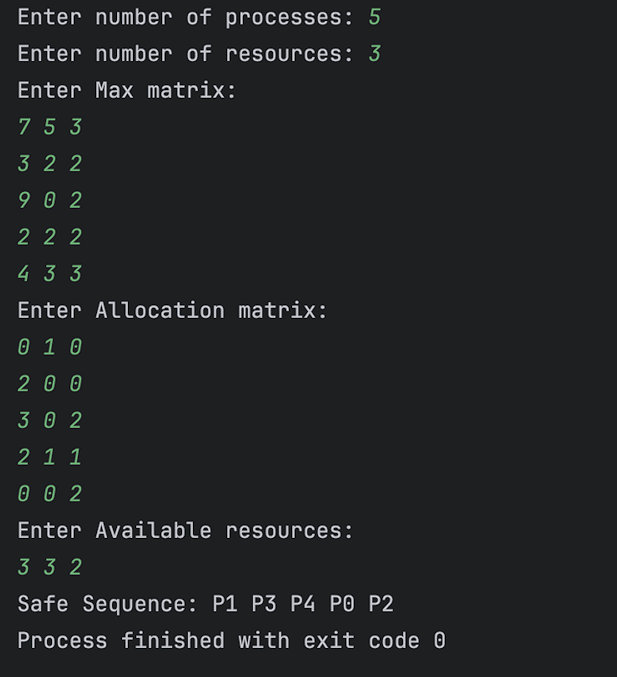 Enter number of processes: 5
Enter number of resources: 3
Enter Max matrix:
7 5 3
3 2 2
9 0 2
2 2 2
4 3 3
Enter Allocation matrix:
0 1 0
2 0 0
3 0 2
2 1 1
0 0 2
Enter Available resources:
3 3 2
Safe Sequence: P1 P3 P4 P0 P2
Process finished with exit code 0